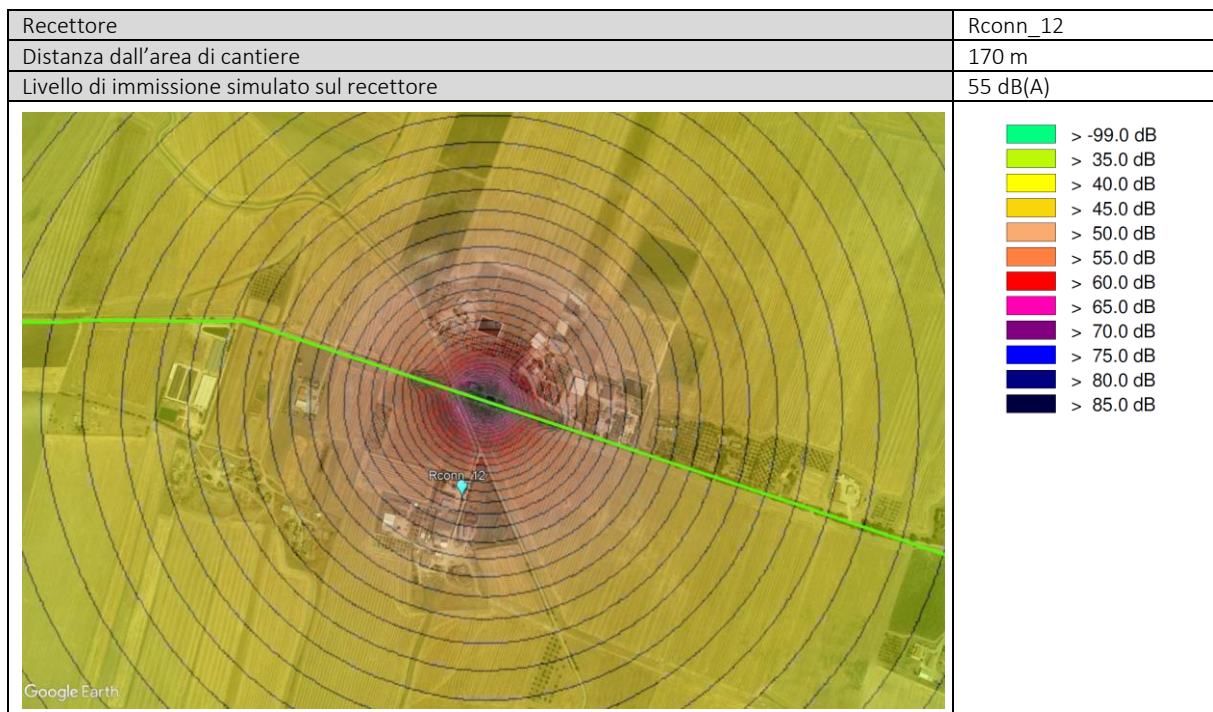 Recettore Rconn_12
Distanza dall'area di cantiere 170 m
Livello di immissione simulato sul recettore 55 dB(A)
> -99.0 dB
> 35.0 dB
> 40.0 dB
> 45.0 dB
> 50.0 dB
> 55.0 dB
> 60.0 dB
> 65.0 dB
> 70.0 dB
> 75.0 dB
> 80.0 dB
> 85.0 dB
Rconn_12
Google Earth